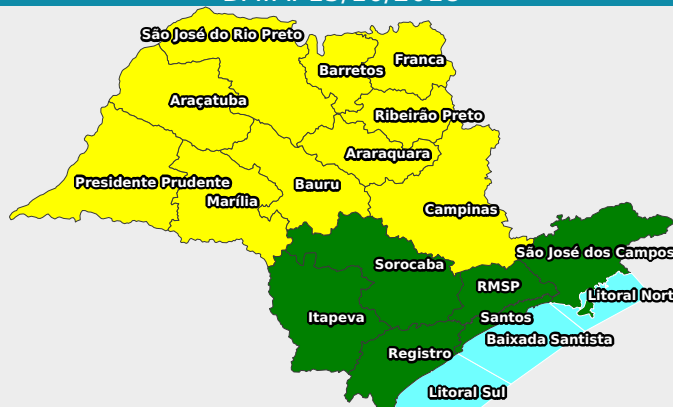 São José do Rio Preto
Franca
Barretos
Araçatuba
Ribeirão Preto
Araraquara
Presidente Prudente
Bauru
Marília
Campinas
São José dos Campos
Sorocaba
RMSP
Litoral Nort
Itapeva
Santos
Baixada Santista
Registro
Litoral Sul